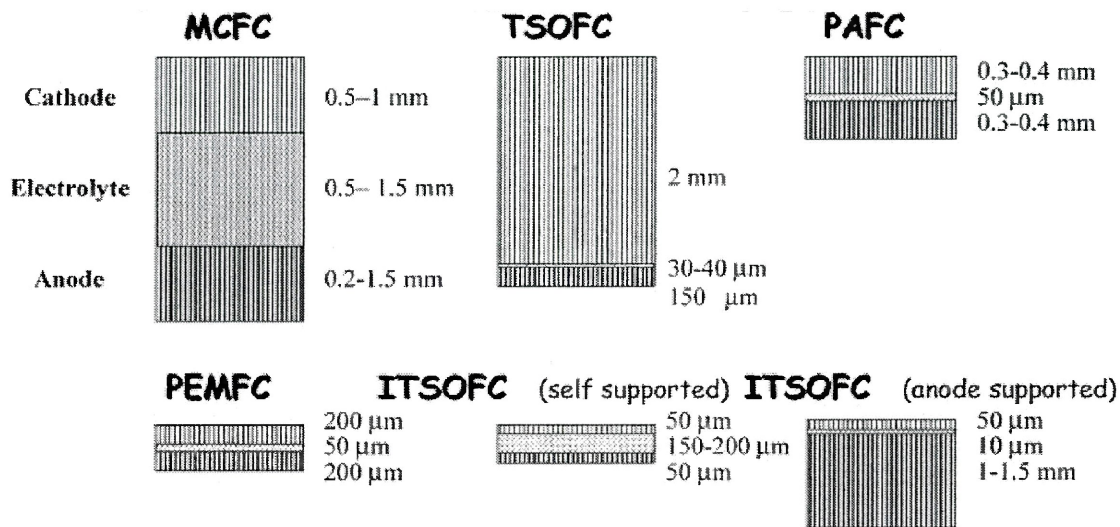 MCFC
TSOFC
PAFC
Cathode
0.5–1 mm
Electrolyte
0.5– 1.5 mm
Anode
0.2-1.5 mm
2 mm
30-40 µm
150 µm
0.3-0.4 mm
50 µm
0.3-0.4 mm
PEMFC
200 µm
50 µm
200 µm
ITSOFC (self supported)
50 µm
150-200 µm
50 µm
ITSOFC (anode supported)
50 µm
10 µm
1-1.5 mm